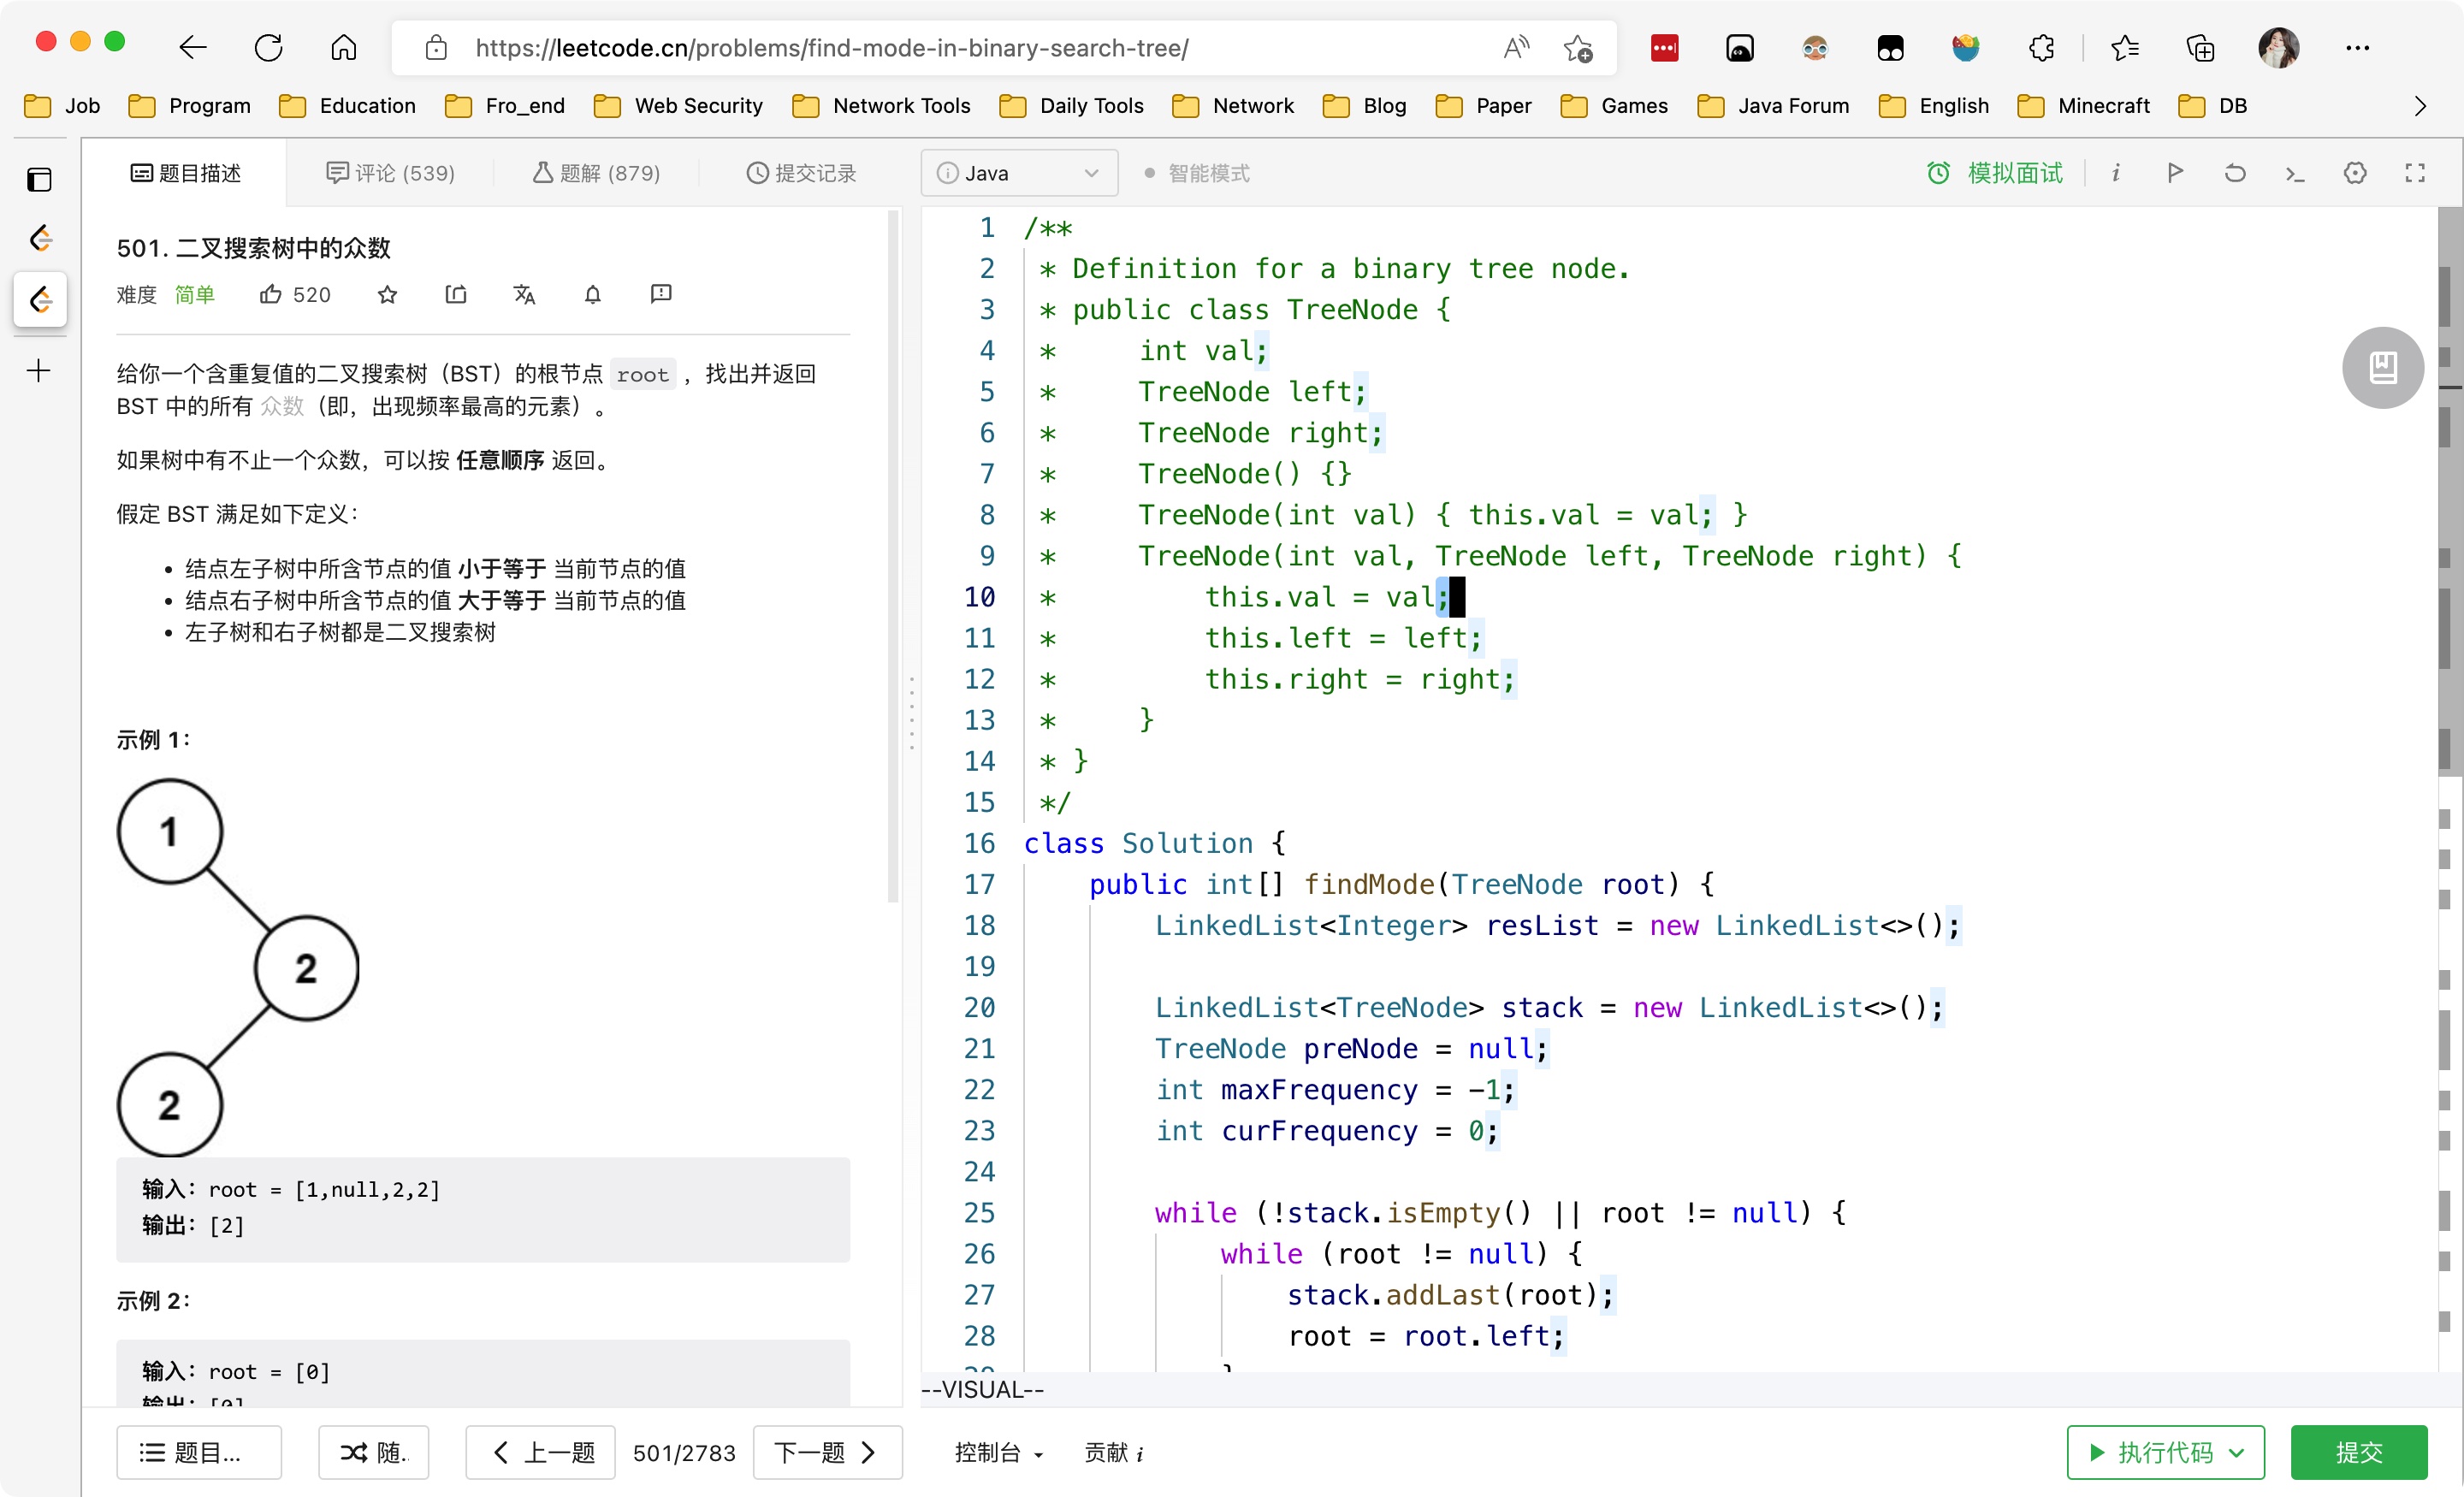 https://leetcode.cn/problems/find-mode-in-binary-search-tree/
Job
Program
Education
Fro_end
Web Security
Network Tools
Daily Tools
Network
Blog
Paper
Games
Java Forum
English
Minecraft
DB
题目描述
评论 (539)
题解 (879)
提交记录
Java
智能模式
模拟面试
501. 二叉搜索树中的众数
难度 简单 520
给你一个含重复值的二叉搜索树（BST）的根节点 root ，找出并返回
BST 中的所有 众数（即，出现频率最高的元素）。
如果树中有不止一个众数，可以按 任意顺序 返回。
假定 BST 满足如下定义：
• 结点左子树中所含节点的值 小于等于 当前节点的值
• 结点右子树中所含节点的值 大于等于 当前节点的值
• 左子树和右子树都是二叉搜索树
示例 1：
1
2
2
输入：root = [1,null,2,2]
输出：[2]
示例 2：
输入：root = [0]
输出：[0]
1 /**
2  * Definition for a binary tree node.
3  * public class TreeNode {
4  *     int val;
5  *     TreeNode left;
6  *     TreeNode right;
7  *     TreeNode() {}
8  *     TreeNode(int val) { this.val = val; }
9  *     TreeNode(int val, TreeNode left, TreeNode right) {
10  *         this.val = val;
11  *         this.left = left;
12  *         this.right = right;
13  *     }
14  * }
15  */
16 class Solution {
17     public int[] findMode(TreeNode root) {
18         LinkedList<Integer> resList = new LinkedList<>();
19
20         LinkedList<TreeNode> stack = new LinkedList<>();
21         TreeNode preNode = null;
22         int maxFrequency = -1;
23         int curFrequency = 0;
24
25         while (!stack.isEmpty() || root != null) {
26             while (root != null) {
27                 stack.addLast(root);
28                 root = root.left;
29             }
--VISUAL--
题目...
随.
上一题
501/2783
下一题
控制台
贡献 i
执行代码
提交